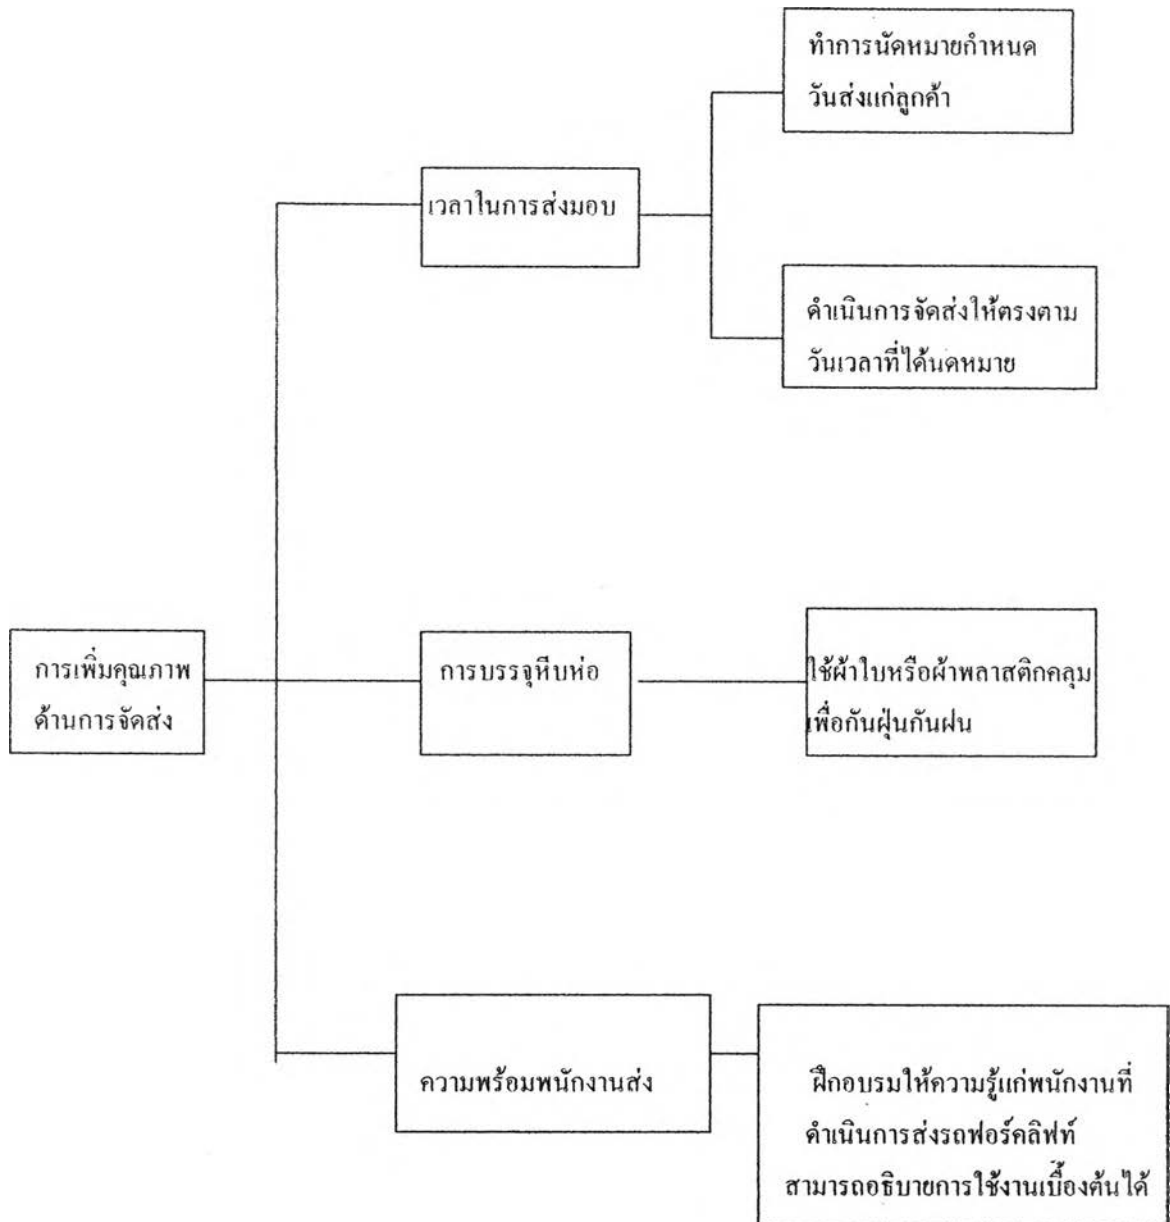 ทำการนัดหมายกำหนด
วันส่งแก่ลูกค้า
เวลาในการส่งมอบ
ดำเนินการจัดส่งให้ตรงตาม
วันเวลาที่ได้นดหมาย
การเพิ่มคุณภาพ
ด้านการจัดส่ง
การบรรจุหีบห่อ
ใช้ผ้าใบหรือผ้าพลาสติกคลุม
เพื่อกันฝุ่นกันฝน
ความพร้อมพนักงานส่ง
ฝึกอบรมให้ความรู้แก่พนักงานที่
ดำเนินการส่งรถฟอร์คลิฟท์
สามารถอธิบายการใช้งานเบื้องต้นได้